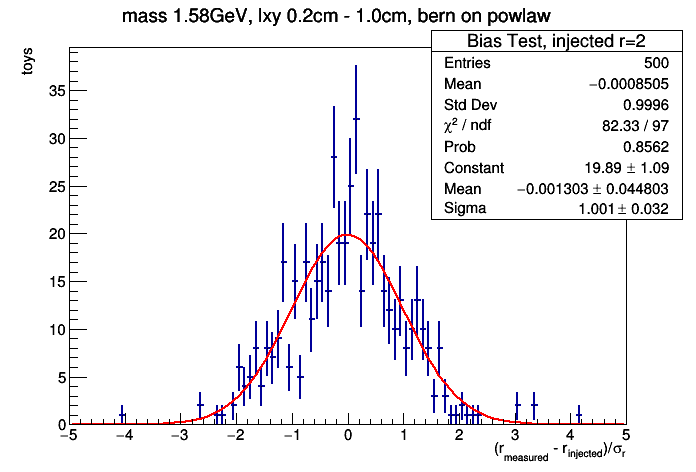 mass 1.58GeV, lxy 0.2cm - 1.0cm, bern on powlaw
toys
Bias Test, injected r=2
Entries 500
Mean −0.0008505
Std Dev 0.9996
χ² / ndf 82.33 / 97
Prob 0.8562
Constant 19.89 ± 1.09
Mean −0.001303 ± 0.044803
Sigma 1.001 ± 0.032
35
30
25
20
15
10
5
0
−5 −4 −3 −2 −1 0 1 2 3 4 5
(r_measured - r_injected)/σ_r